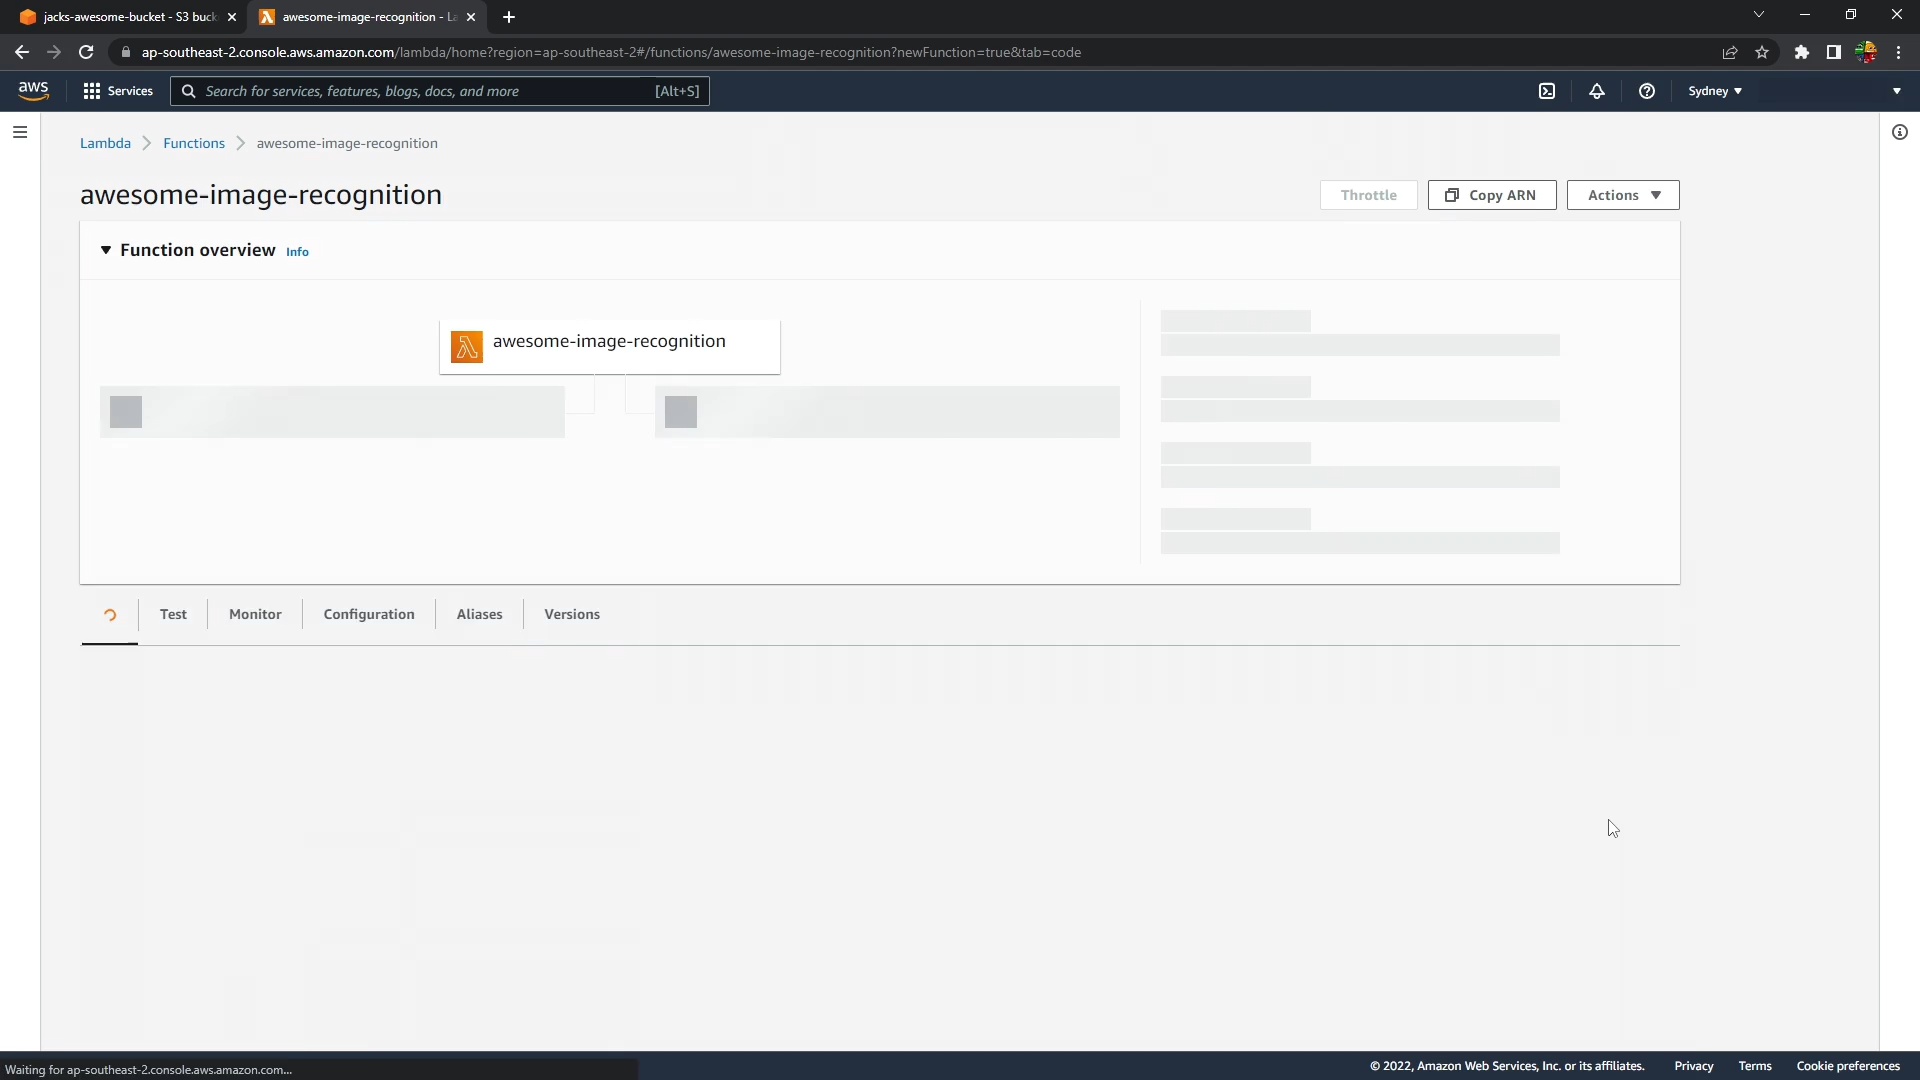 jacks-awesome-bucket - S3 buck
awesome-image-recognition - La
ap-southeast-2.console.aws.amazon.com/lambda/home?region=ap-southeast-2#/functions/awesome-image-recognition?newFunction=true&tab=code
aws
Services
Search for services, features, blogs, docs, and more
[Alt+S]
Sydney
Lambda
Functions
awesome-image-recognition
awesome-image-recognition
Throttle
Copy ARN
Actions
Function overview
Info
awesome-image-recognition
Test
Monitor
Configuration
Aliases
Versions
Waiting for ap-southeast-2.console.aws.amazon.com...
© 2022, Amazon Web Services, Inc. or its affiliates.
Privacy
Terms
Cookie preferences